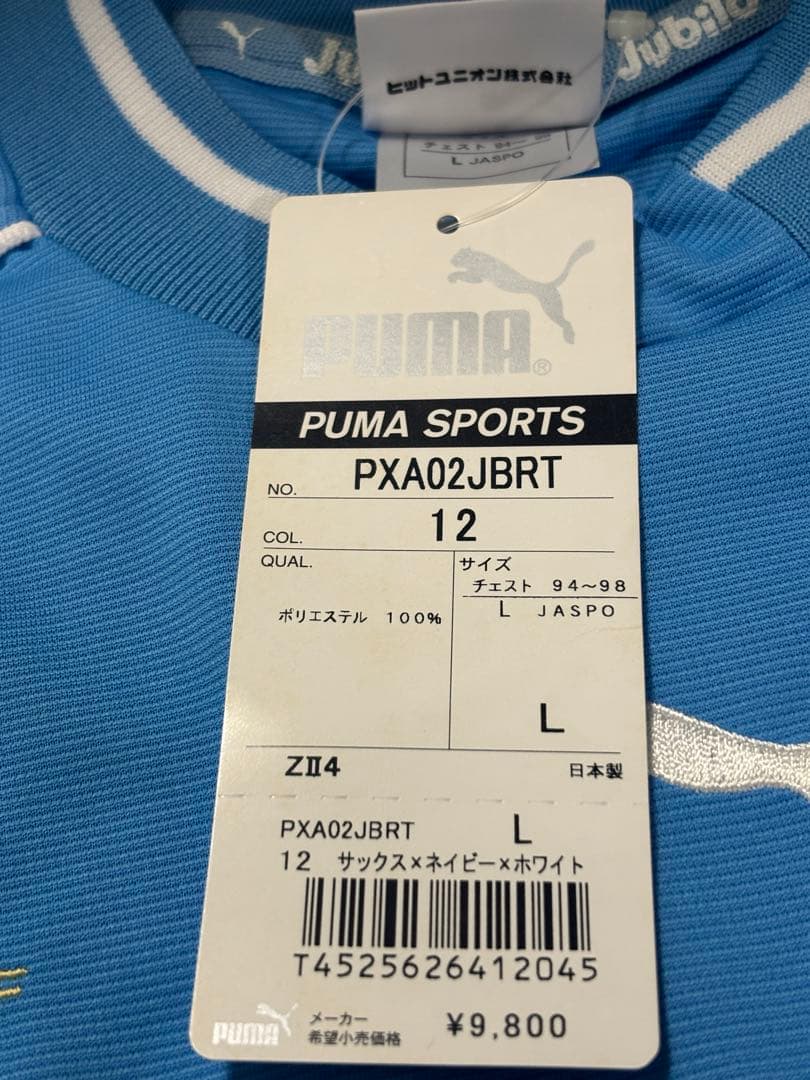 Jubilo
ヒットユニオン株式会社
チェスト 94～98
L JASPO
PUMA®
PUMA SPORTS
NO. PXA02JBRT
COL. 12
QUAL.
ポリエステル 100%
サイズ
チェスト 94～98
L JASPO
L
ZⅡ4
日本製
PXA02JBRT L
12 サックス×ネイビー×ホワイト
T4525626412045
PUMA メーカー希望小売価格 ¥9,800